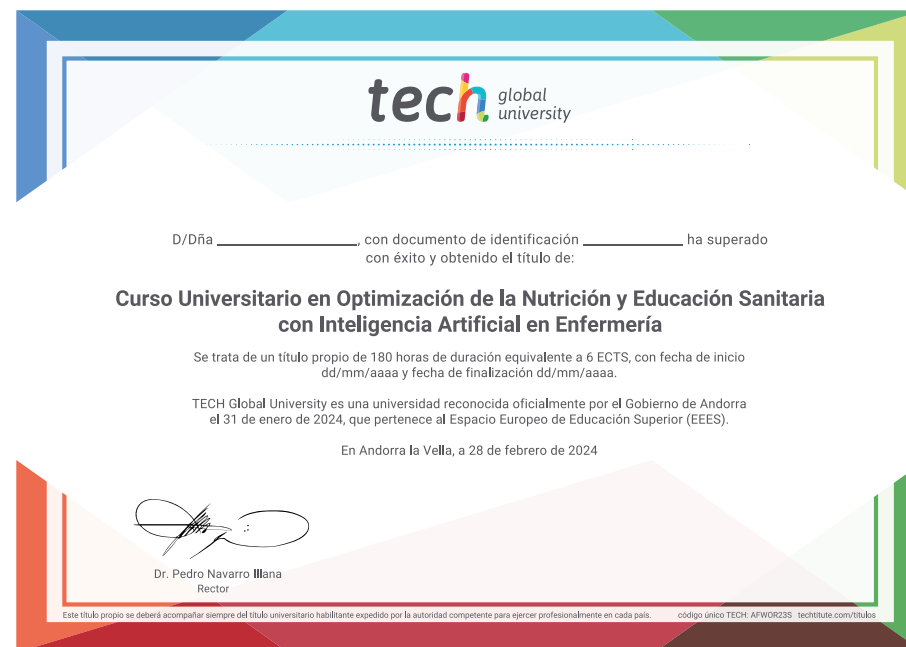 tech global university
D/Dña ____________________, con documento de identificación ______________ ha superado
con éxito y obtenido el título de:
Curso Universitario en Optimización de la Nutrición y Educación Sanitaria
con Inteligencia Artificial en Enfermería
Se trata de un título propio de 180 horas de duración equivalente a 6 ECTS, con fecha de inicio
dd/mm/aaaa y fecha de finalización dd/mm/aaaa.
TECH Global University es una universidad reconocida oficialmente por el Gobierno de Andorra
el 31 de enero de 2024, que pertenece al Espacio Europeo de Educación Superior (EEES).
En Andorra la Vella, a 28 de febrero de 2024
Dr. Pedro Navarro Illana
Rector
Este título propio se deberá acompañar siempre del título universitario habilitante expedido por la autoridad competente para ejercer profesionalmente en cada país. código único TECH: AFWOR23S techtitute.com/titulos